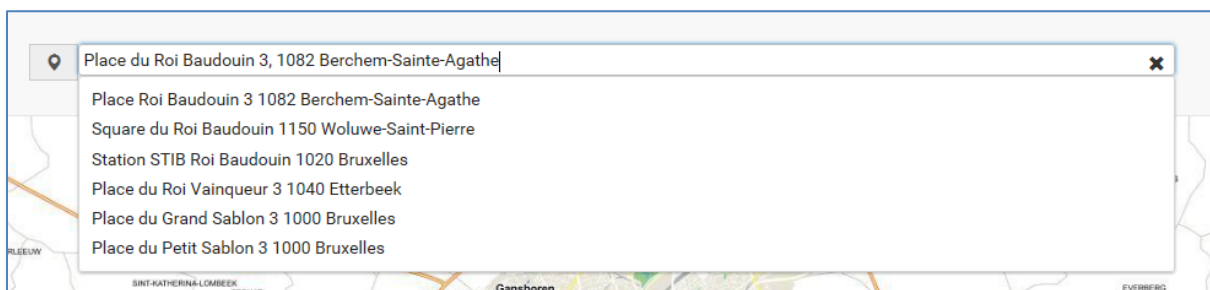 Place du Roi Baudouin 3, 1082 Berchem-Sainte-Agathe
Place Roi Baudouin 3 1082 Berchem-Sainte-Agathe
Square du Roi Baudouin 1150 Woluwe-Saint-Pierre
Station STIB Roi Baudouin 1020 Bruxelles
Place du Roi Vainqueur 3 1040 Etterbeek
Place du Grand Sablon 3 1000 Bruxelles
Place du Petit Sablon 3 1000 Bruxelles
RLEEUW
SINT-KATHERINA-LOMBEEK
Ganshoren
EVERBERG